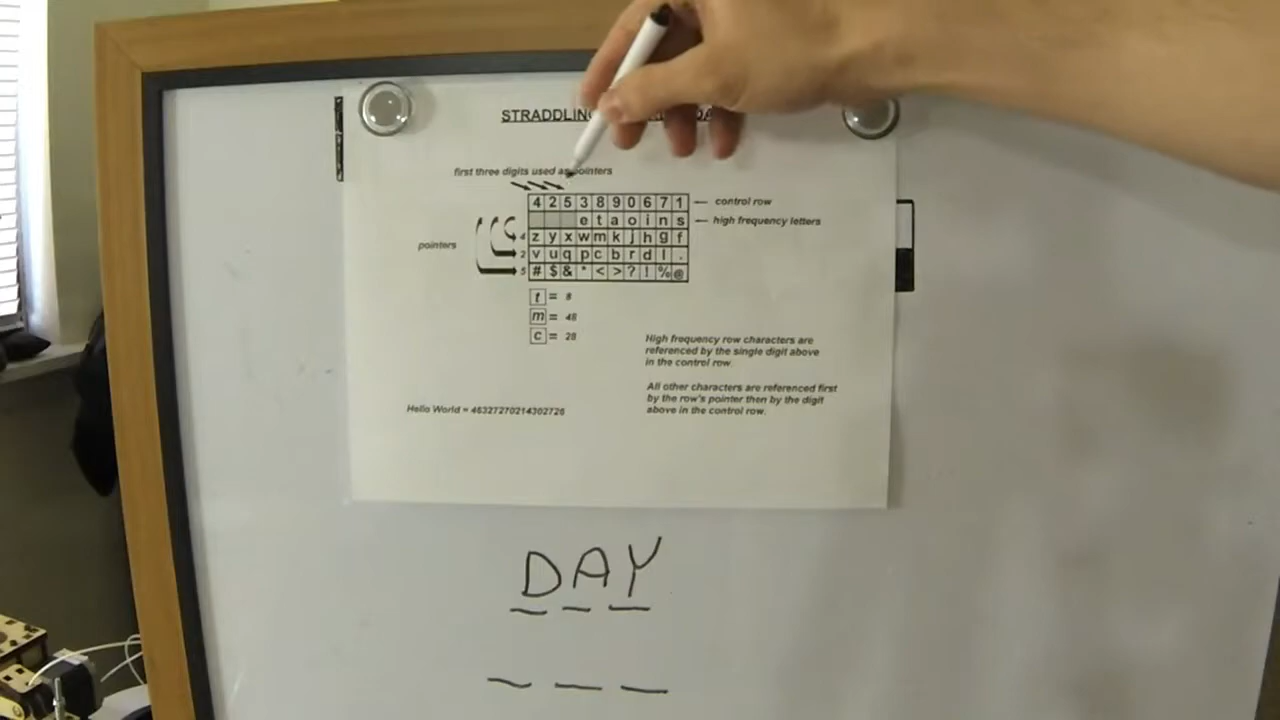 STRADDLING
first three digits used as pointers
4 2 5 3 8 9 0 6 7 1 control row
e t a o i n s high frequency letters
pointers 4 z y x w m k j h g f
2 v u q p c b r d l .
5 # $ & * < > ? ! % @
t = 8
m = 48
c = 28
High frequency row characters are
referenced by the single digit above
in the control row.
All other characters are referenced first
by the row's pointer then by the digit
above in the control row.
Hello World = 46327270214302726
DAY